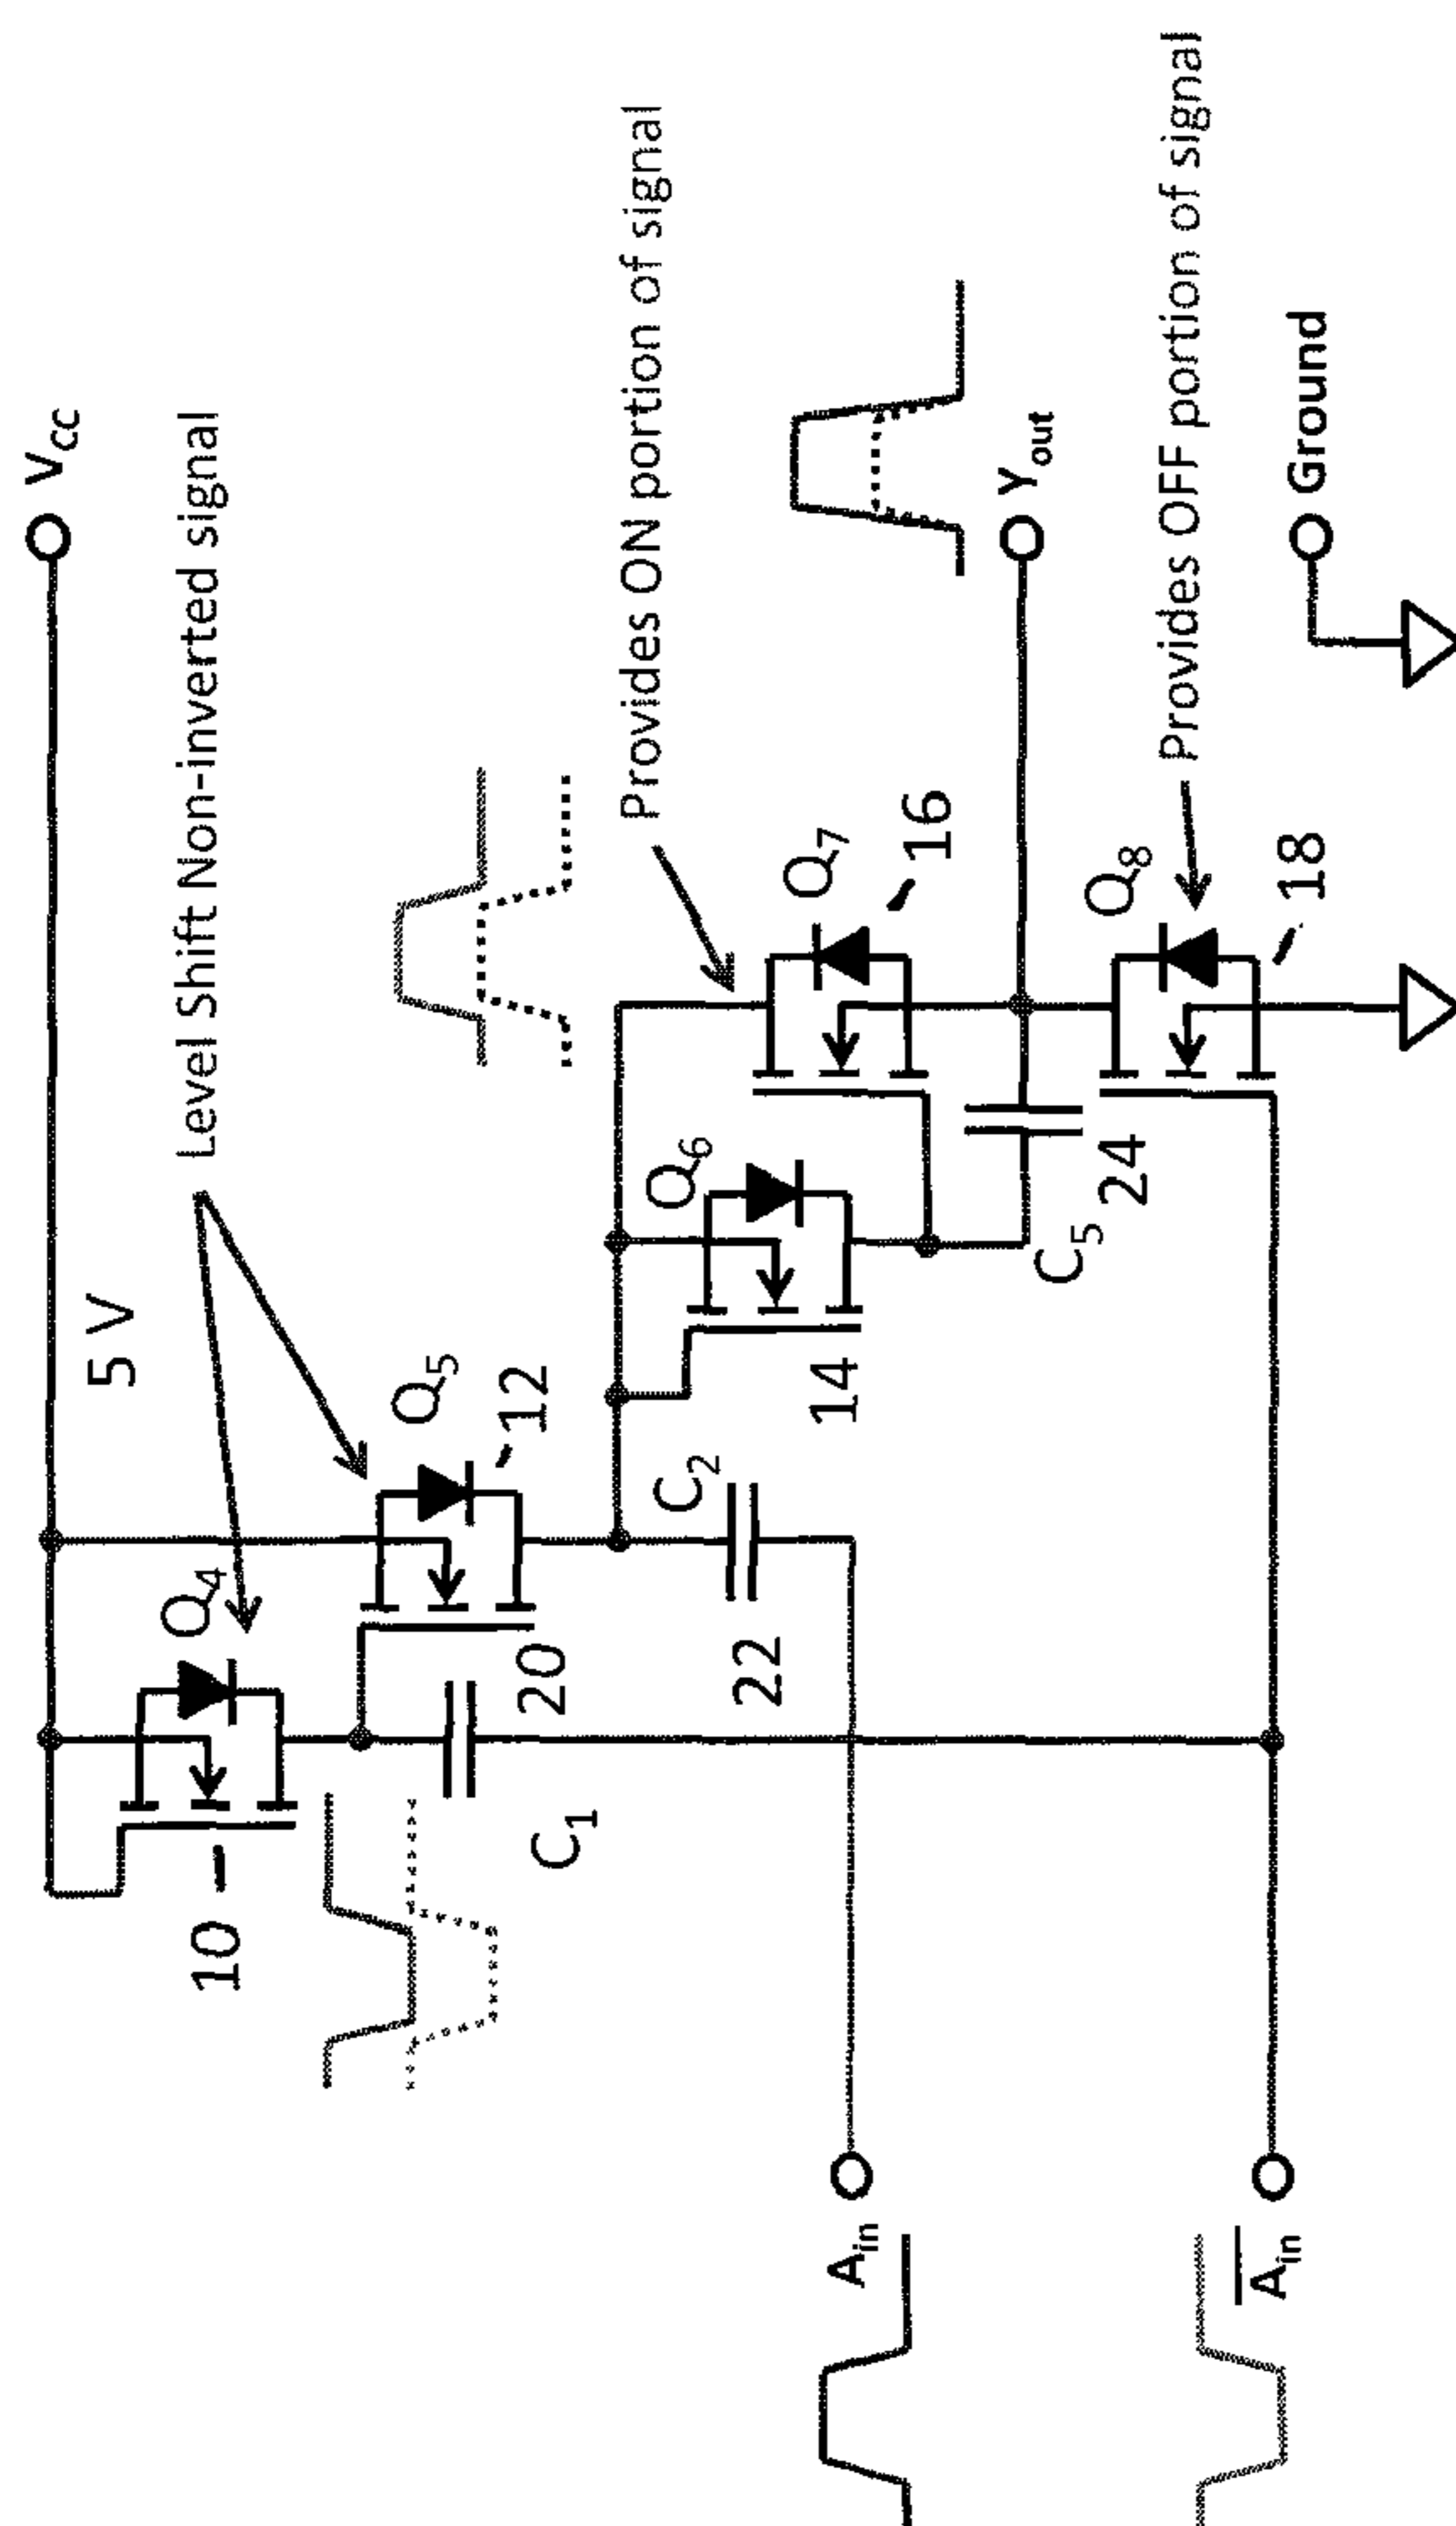 V_CC
5 V
Level Shift Non-inverted signal
Q_4
10
Q_5
12
20
C_1
C_2
22
Q_6
14
Provides ON portion of signal
Q_7
16
C_5
24
Y_out
Q_8
18
Provides OFF portion of signal
A_in
A̅_in
Ground